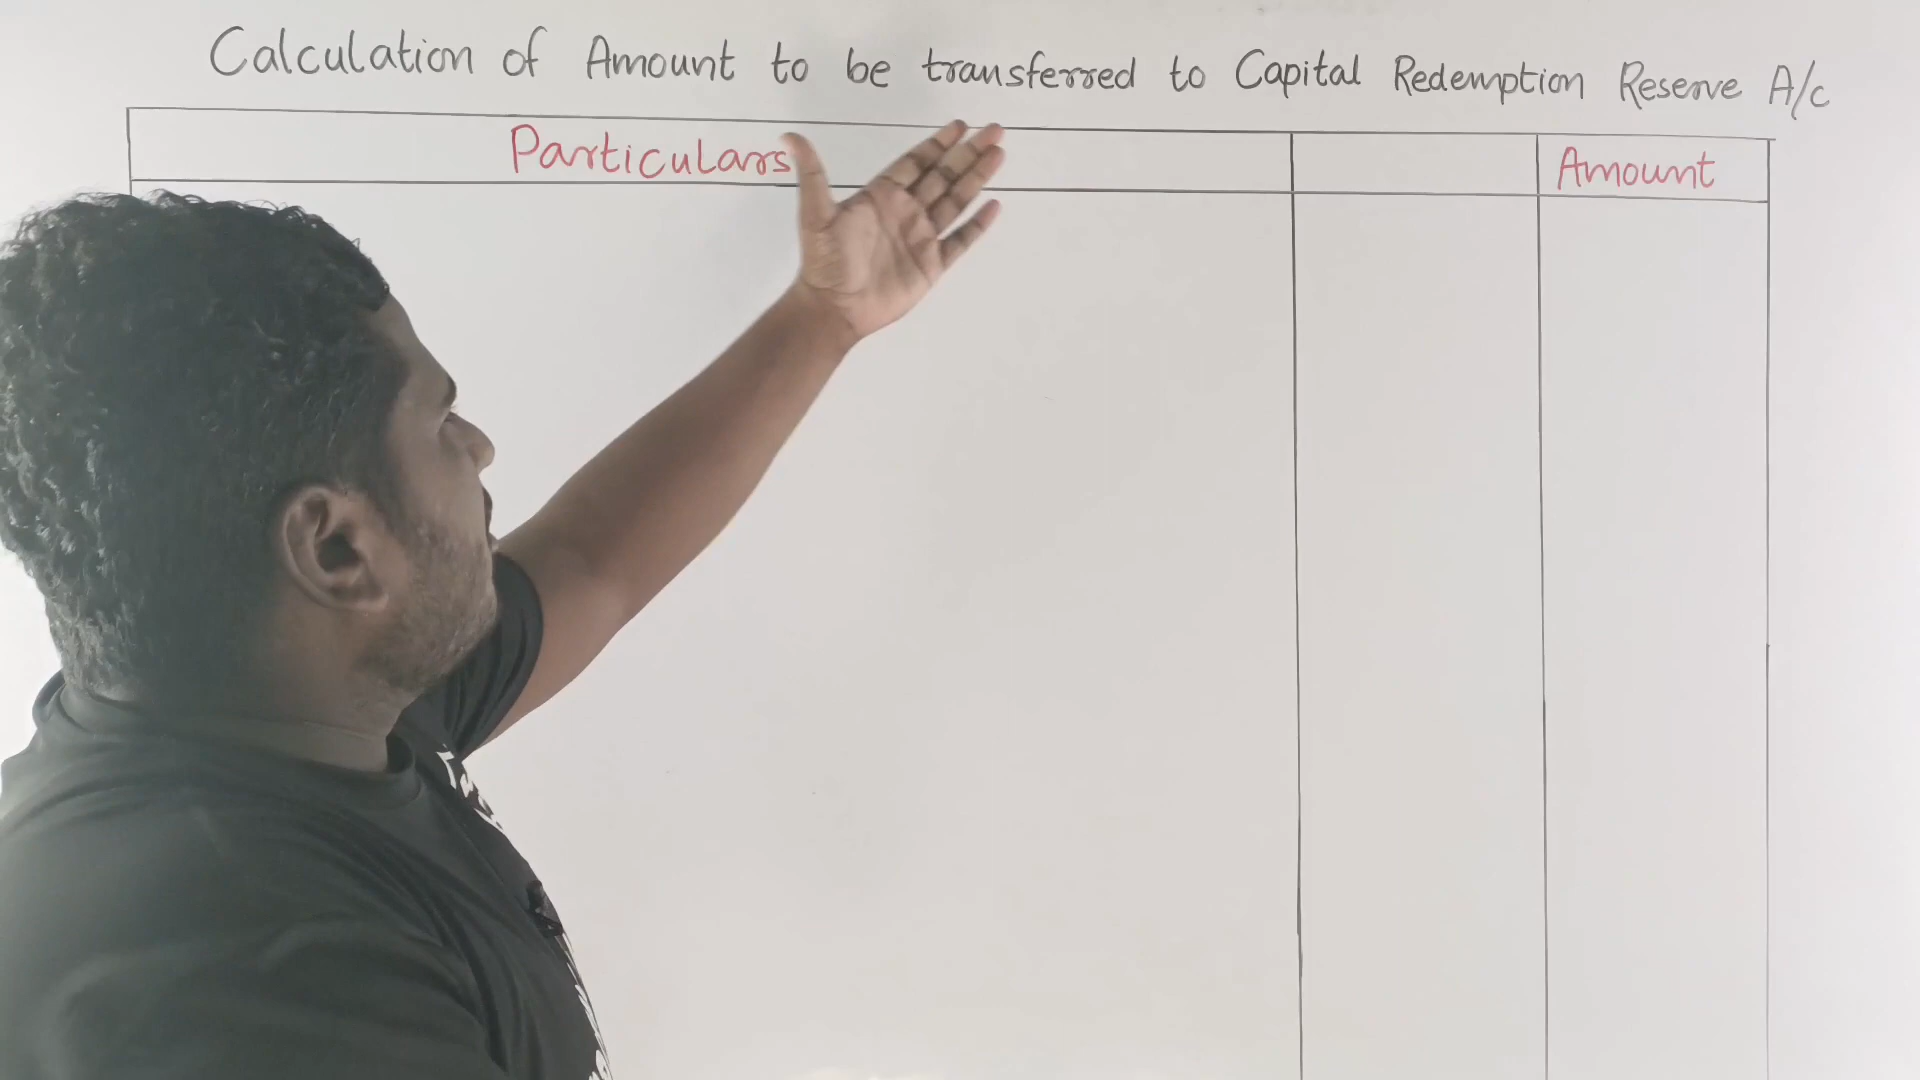 Calculation of Amount to be transferred to Capital Redemption Reserve A/c
Particulars Amount